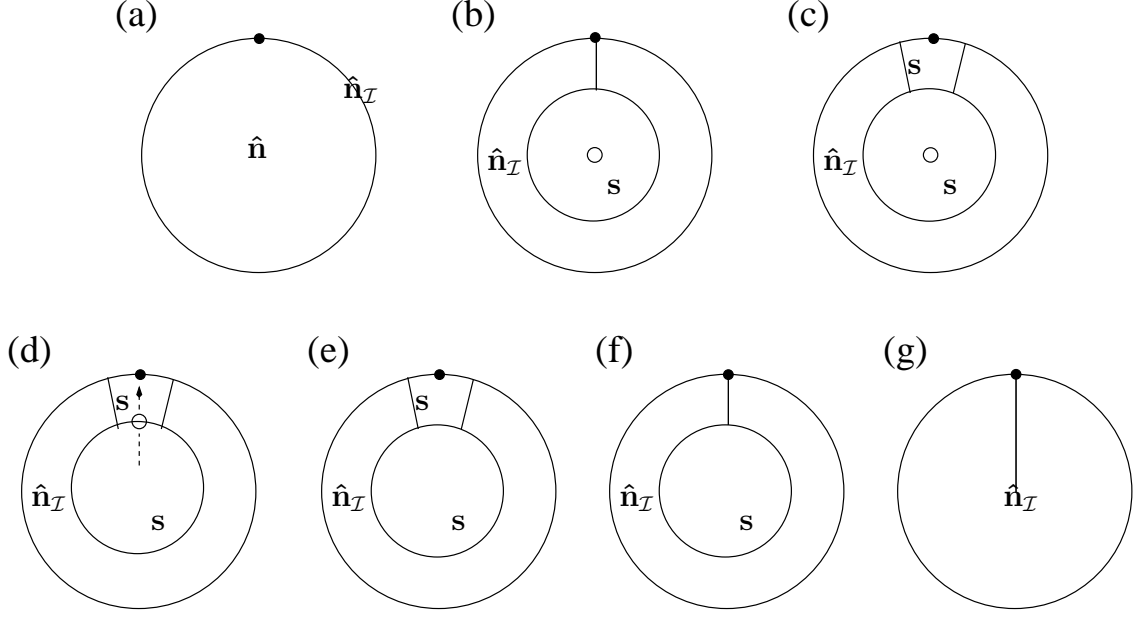 (a) (b) (c)
n̂_ℐ s
n̂ n̂_ℐ n̂_ℐ
s s
(d) (e) (f) (g)
s s
n̂_ℐ n̂_ℐ n̂_ℐ n̂_ℐ
s s s